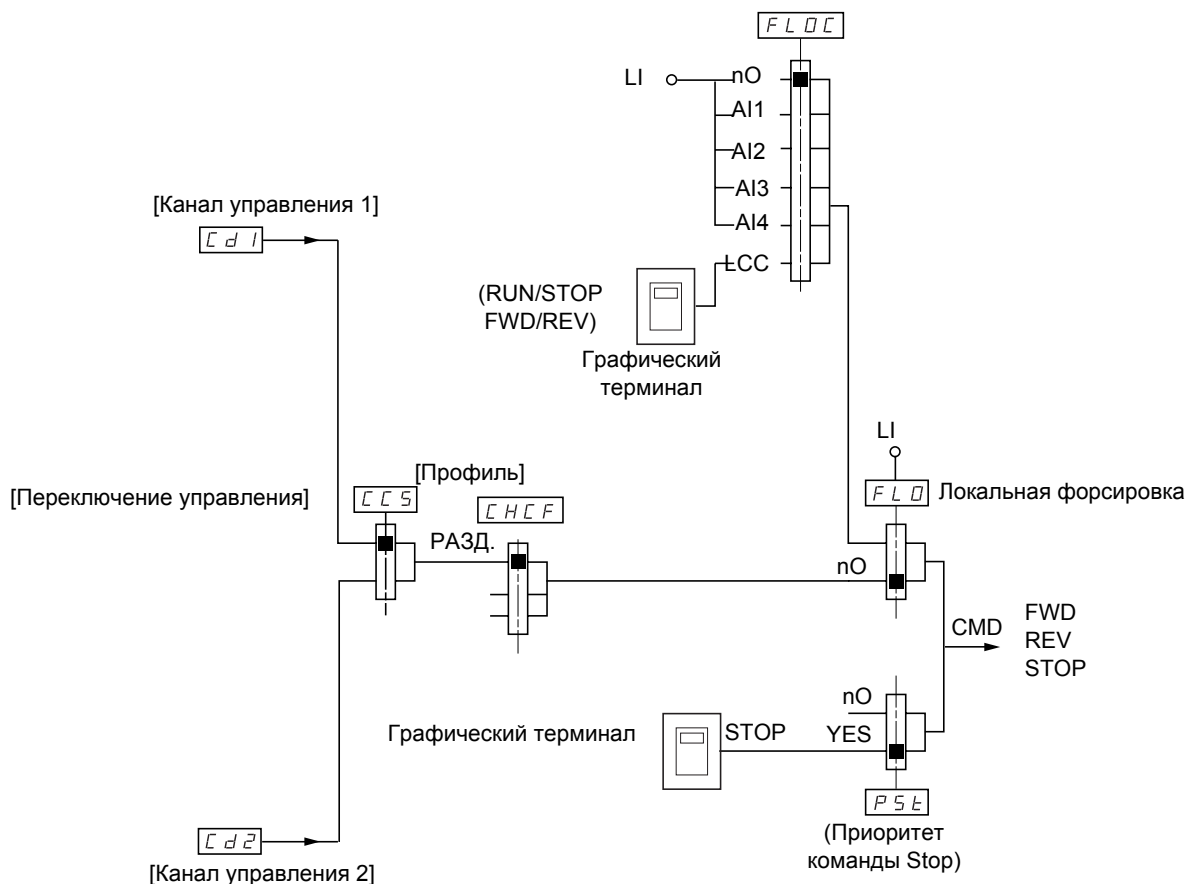 FLOC
LI
nO
AI1
AI2
AI3
AI4
LCC
[Канал управления 1]
Cd1
(RUN/STOP
FWD/REV)
Графический
терминал
LI
FLO
Локальная форсировка
[Профиль]
[Переключение управления]
CCS
CHCF
РАЗД.
nO
CMD
FWD
REV
STOP
nO
Графический терминал
STOP
YES
PSt
(Приоритет
команды Stop)
Cd2
[Канал управления 2]